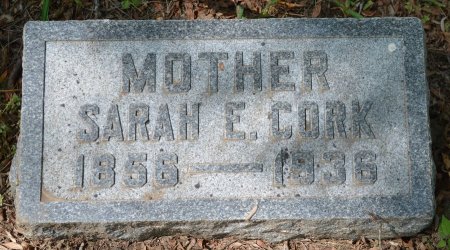 MOTHER
SARAH E. CORK
1856 — 1936